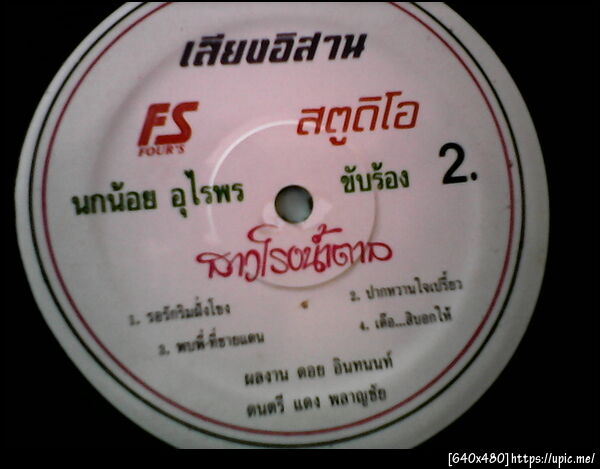 เสียงอิสาน
FS
FOUR'S
สตูดิโอ
นกน้อย อุไรพร ขับร้อง 2.
สาวโรงน้ำตาล
1. รอรักริมฝั่งโขง
2. ปากหวานใจเปรี้ยว
3. พบพี่-ที่ชายแดน
4. เด้อ...สิบอกให้
ผลงาน ดอย อินทนนท์
ดนตรี แดง พลาญชัย
[640x480]https://upic.me/